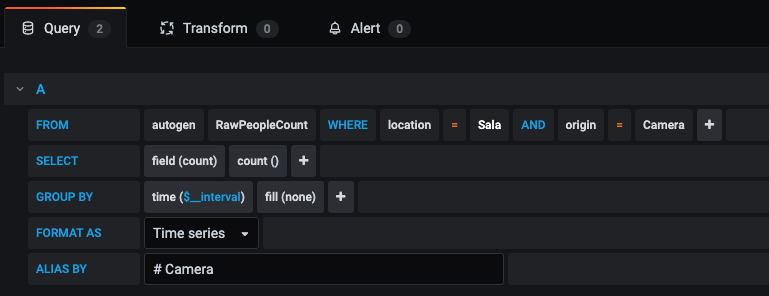 Query 2 Transform 0 Alert 0
A
FROM autogen RawPeopleCount WHERE location = Sala AND origin = Camera +
SELECT field (count) count () +
GROUP BY time ($__interval) fill (none) +
FORMAT AS Time series
ALIAS BY # Camera